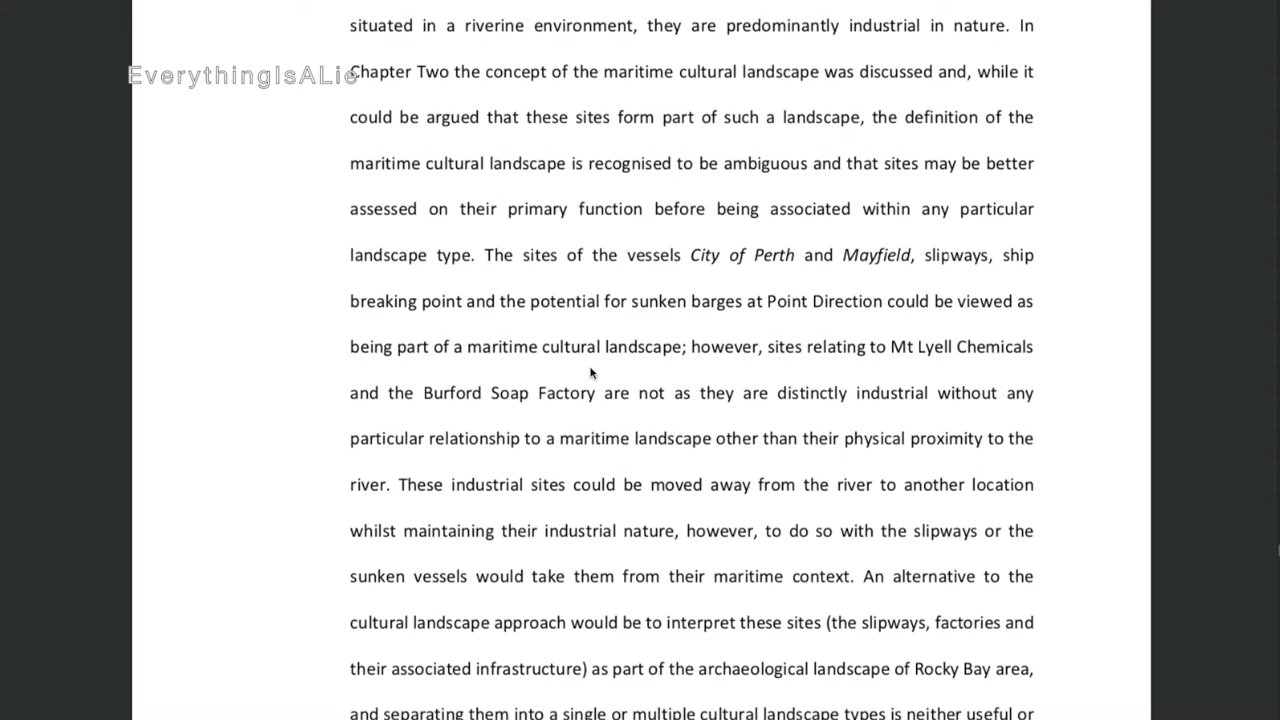 situated in a riverine environment, they are predominantly industrial in nature. In
EverythingIsALie
Chapter Two the concept of the maritime cultural landscape was discussed and, while it
could be argued that these sites form part of such a landscape, the definition of the
maritime cultural landscape is recognised to be ambiguous and that sites may be better
assessed on their primary function before being associated within any particular
landscape type. The sites of the vessels City of Perth and Mayfield, slipways, ship
breaking point and the potential for sunken barges at Point Direction could be viewed as
being part of a maritime cultural landscape; however, sites relating to Mt Lyell Chemicals
and the Burford Soap Factory are not as they are distinctly industrial without any
particular relationship to a maritime landscape other than their physical proximity to the
river. These industrial sites could be moved away from the river to another location
whilst maintaining their industrial nature, however, to do so with the slipways or the
sunken vessels would take them from their maritime context. An alternative to the
cultural landscape approach would be to interpret these sites (the slipways, factories and
their associated infrastructure) as part of the archaeological landscape of Rocky Bay area,
and separating them into a single or multiple cultural landscape types is neither useful or